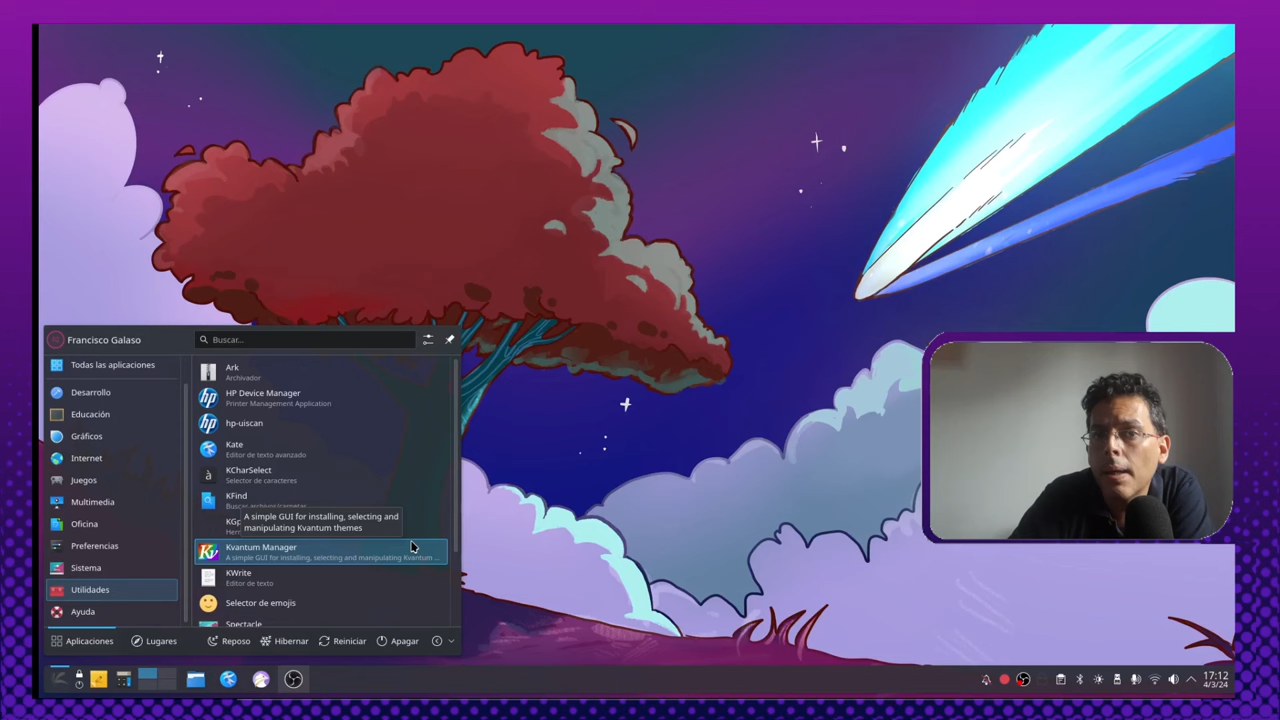 Francisco Galaso
Buscar...
Todas las aplicaciones
Desarrollo
Educación
Gráficos
Internet
Juegos
Multimedia
Oficina
Preferencias
Sistema
Utilidades
Ayuda
Ark
Archivador
HP Device Manager
Printer Management Application
hp-uiscan
Kate
Editor de texto avanzado
KCharSelect
Selector de caracteres
KFind
A simple GUI for installing, selecting and
manipulating Kvantum themes
Kvantum Manager
A simple GUI for installing, selecting and manipulating Kvantum ...
KWrite
Editor de texto
Selector de emojis
Spectacle
Aplicaciones
Lugares
Reposo
Hibernar
Reiniciar
Apagar
17:12
4/3/24